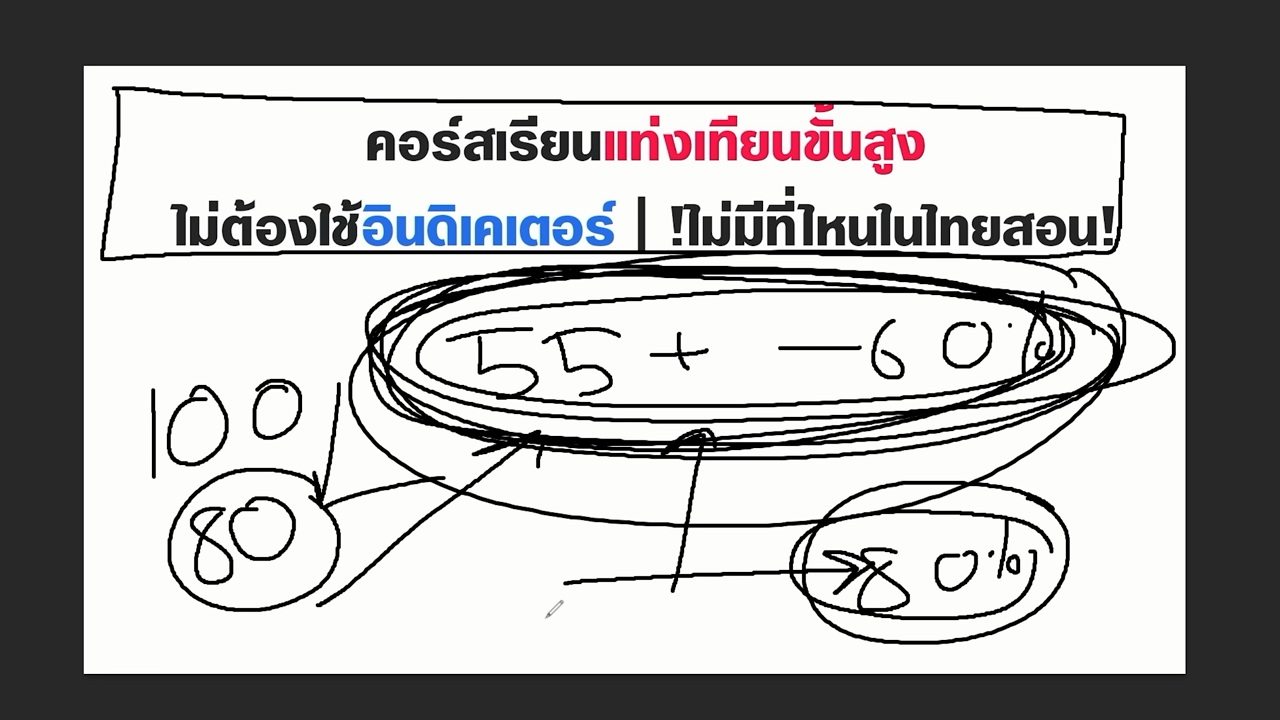 คอร์สเรียนแท่งเทียนขั้นสูง
ไม่ต้องใช้อินดิเคเตอร์ | !ไม่มีที่ไหนในไทยสอน!
55 + — 60%
100
80
80%